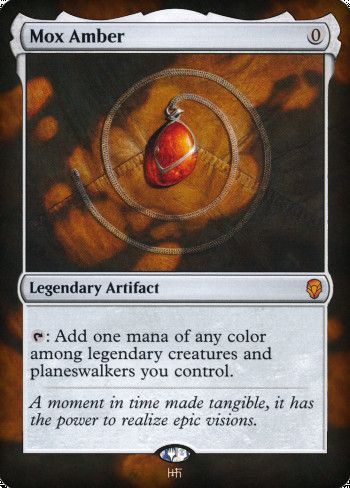 Mox Amber 0
Legendary Artifact
: Add one mana of any color
among legendary creatures and
planeswalkers you control.
A moment in time made tangible, it has
the power to realize epic visions.